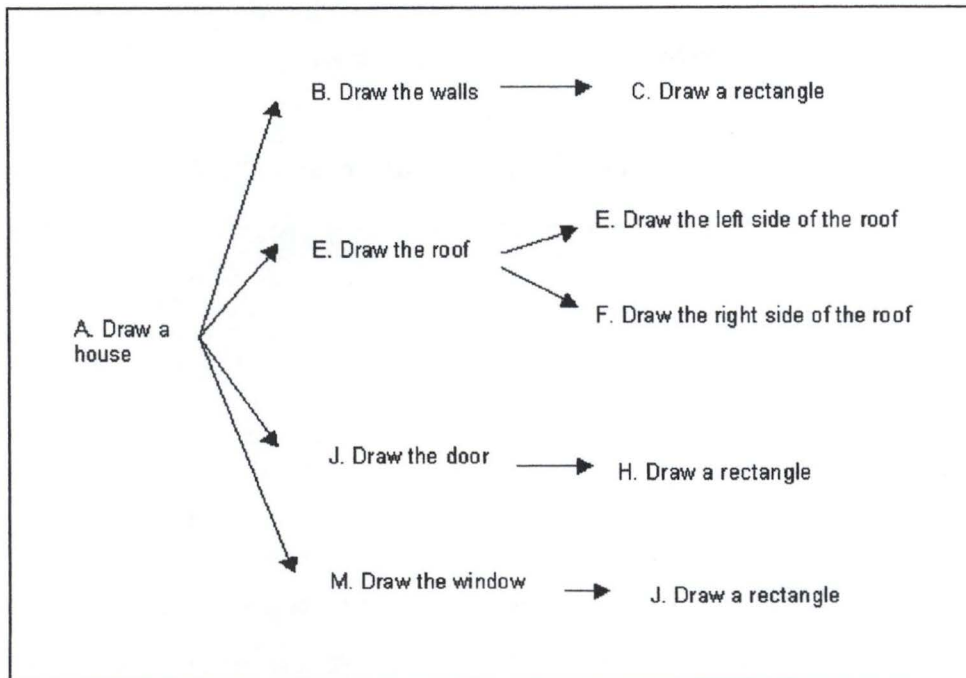 B. Draw the walls
C. Draw a rectangle
E. Draw the roof
E. Draw the left side of the roof
F. Draw the right side of the roof
A. Draw a
house
J. Draw the door
H. Draw a rectangle
M. Draw the window
J. Draw a rectangle